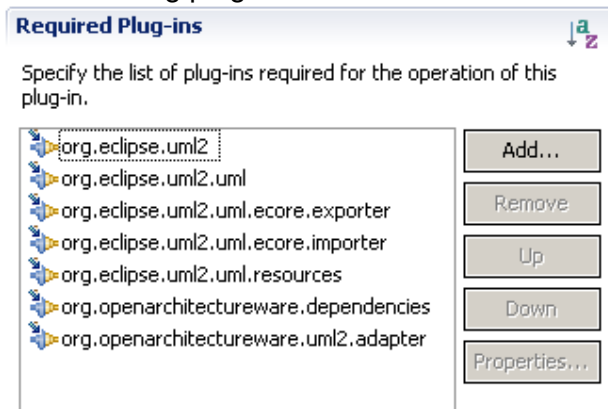 Required Plug-ins
a
z
Specify the list of plug-ins required for the operation of this
plug-in.
org.eclipse.uml2
Add...
org.eclipse.uml2.uml
org.eclipse.uml2.uml.ecore.exporter
Remove
org.eclipse.uml2.uml.ecore.importer
Up
org.eclipse.uml2.uml.resources
org.openarchitectureware.dependencies
Down
org.openarchitectureware.uml2.adapter
Properties...